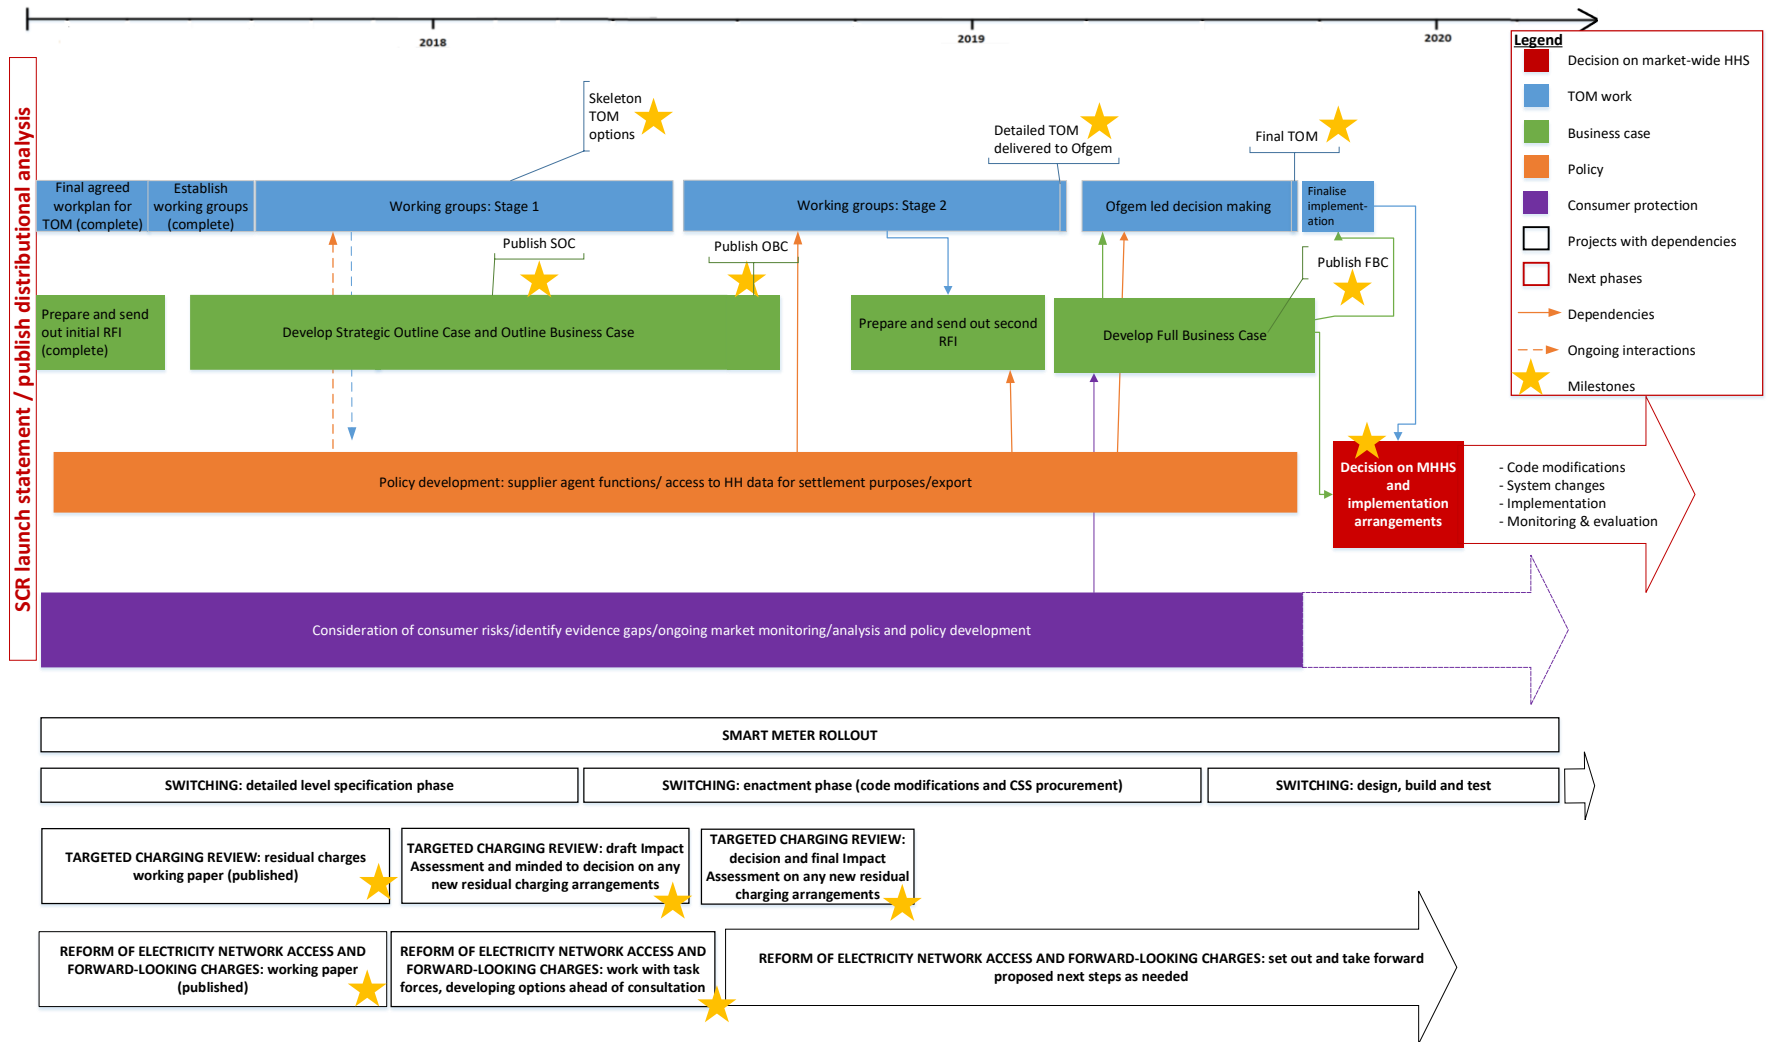 2018
2019
2020
SCR launch statement / publish distributional analysis
Legend
Decision on market-wide HHS
TOM work
Business case
Policy
Consumer protection
Projects with dependencies
Next phases
Dependencies
Ongoing interactions
Milestones
Skeleton
TOM
options
Detailed TOM
delivered to Ofgem
Final TOM
Final agreed
workplan for
TOM (complete)
Establish
working groups
(complete)
Working groups: Stage 1
Working groups: Stage 2
Ofgem led decision making
Finalise
implement-
ation
Publish SOC
Publish OBC
Publish FBC
Prepare and send
out initial RFI
(complete)
Develop Strategic Outline Case and Outline Business Case
Prepare and send out second
RFI
Develop Full Business Case
Policy development: supplier agent functions/ access to HH data for settlement purposes/export
Decision on MHHS
and
implementation
arrangements
- Code modifications
- System changes
- Implementation
- Monitoring & evaluation
Consideration of consumer risks/identify evidence gaps/ongoing market monitoring/analysis and policy development
SMART METER ROLLOUT
SWITCHING: detailed level specification phase
SWITCHING: enactment phase (code modifications and CSS procurement)
SWITCHING: design, build and test
TARGETED CHARGING REVIEW: residual charges
working paper (published)
TARGETED CHARGING REVIEW: draft Impact
Assessment and minded to decision on any
new residual charging arrangements
TARGETED CHARGING REVIEW:
decision and final Impact
Assessment on any new residual
charging arrangements
REFORM OF ELECTRICITY NETWORK ACCESS AND
FORWARD-LOOKING CHARGES: working paper
(published)
REFORM OF ELECTRICITY NETWORK ACCESS AND
FORWARD-LOOKING CHARGES: work with task
forces, developing options ahead of consultation
REFORM OF ELECTRICITY NETWORK ACCESS AND FORWARD-LOOKING CHARGES: set out and take forward
proposed next steps as needed